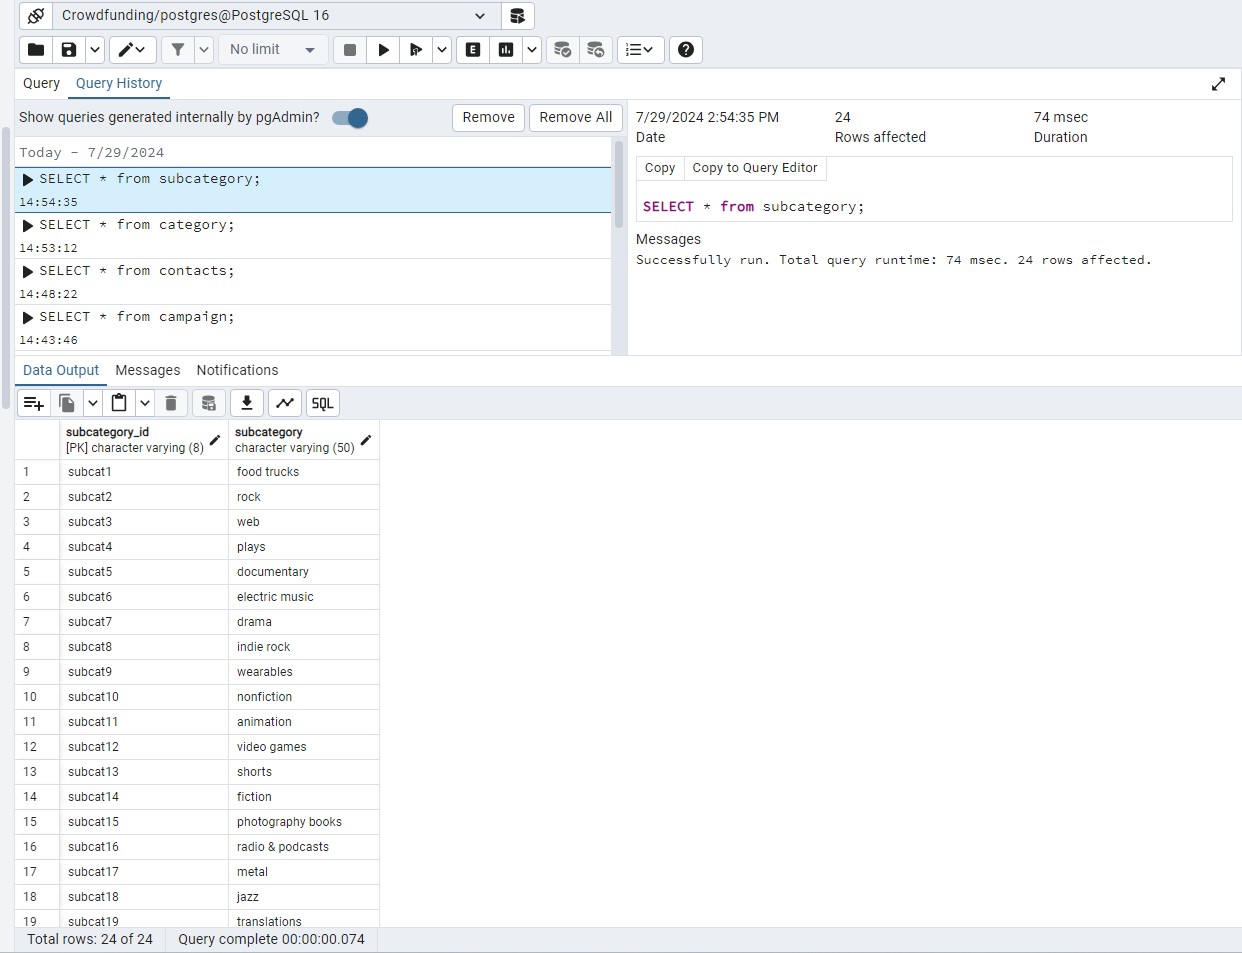 Crowdfunding/postgres@PostgreSQL 16
No limit
E
SQL
Query Query History
Show queries generated internally by pgAdmin? Remove Remove All
Today - 7/29/2024
SELECT * from subcategory;
14:54:35
SELECT * from category;
14:53:12
SELECT * from contacts;
14:48:22
SELECT * from campaign;
14:43:46
7/29/2024 2:54:35 PM 24 74 msec
Date Rows affected Duration
Copy Copy to Query Editor
SELECT * from subcategory;
Messages
Successfully run. Total query runtime: 74 msec. 24 rows affected.
Data Output Messages Notifications
subcategory_id subcategory
[PK] character varying (8) character varying (50)
1 subcat1 food trucks
2 subcat2 rock
3 subcat3 web
4 subcat4 plays
5 subcat5 documentary
6 subcat6 electric music
7 subcat7 drama
8 subcat8 indie rock
9 subcat9 wearables
10 subcat10 nonfiction
11 subcat11 animation
12 subcat12 video games
13 subcat13 shorts
14 subcat14 fiction
15 subcat15 photography books
16 subcat16 radio & podcasts
17 subcat17 metal
18 subcat18 jazz
19 subcat19 translations
Total rows: 24 of 24 Query complete 00:00:00.074